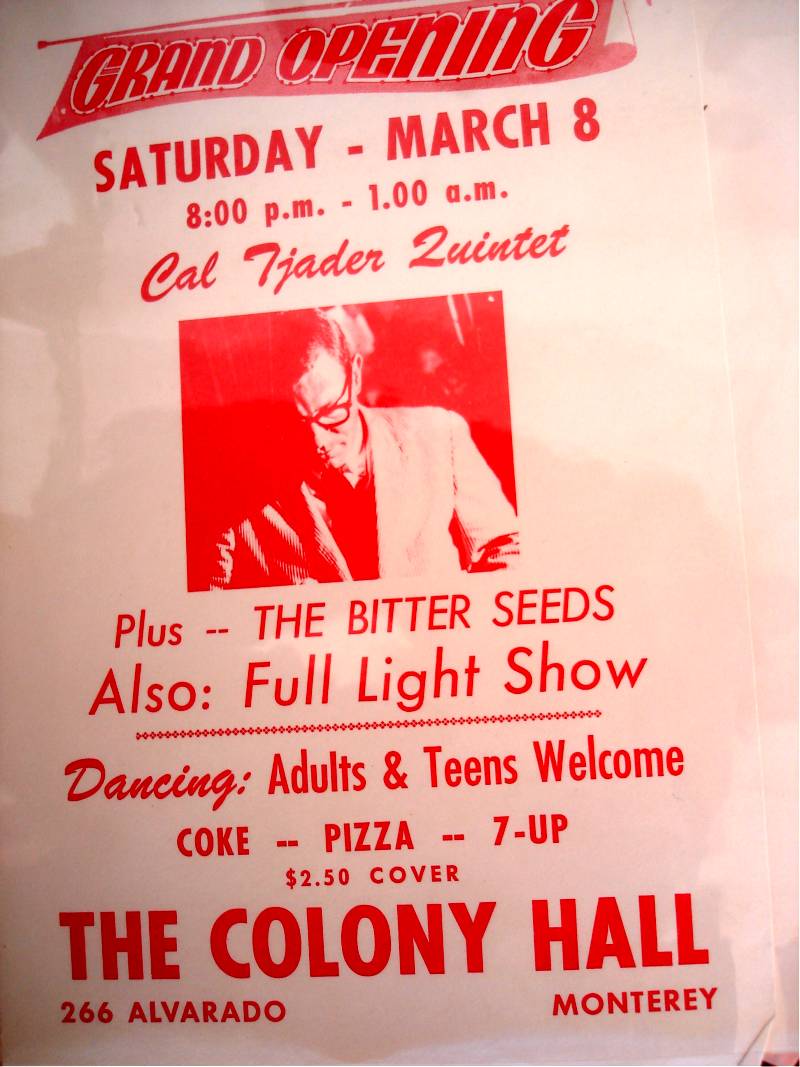 GRAND OPENING
SATURDAY - MARCH 8
8:00 p.m. - 1.00 a.m.
Cal Tjader Quintet
Plus -- THE BITTER SEEDS
Also: Full Light Show
Dancing: Adults & Teens Welcome
COKE -- PIZZA -- 7-UP
$2.50 COVER
THE COLONY HALL
266 ALVARADO MONTEREY